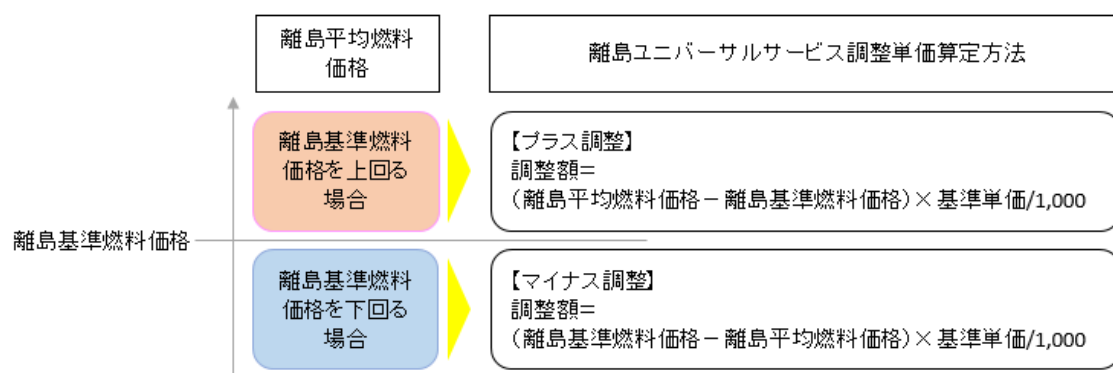 離島平均燃料
価格
離島ユニバーサルサービス調整単価算定方法
離島基準燃料
価格を上回る
場合
【プラス調整】
調整額＝
（離島平均燃料価格－離島基準燃料価格）×基準単価/1,000
離島基準燃料価格
離島基準燃料
価格を下回る
場合
【マイナス調整】
調整額＝
（離島基準燃料価格－離島平均燃料価格）×基準単価/1,000